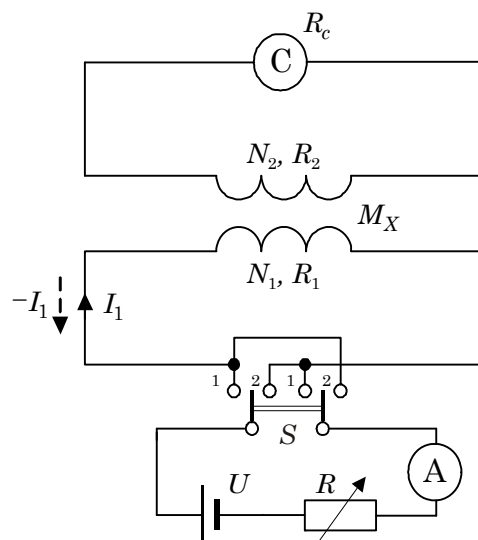 R_c
C
N_2, R_2
M_X
N_1, R_1
−I_1 I_1
1 2 1 2
S
A
U R